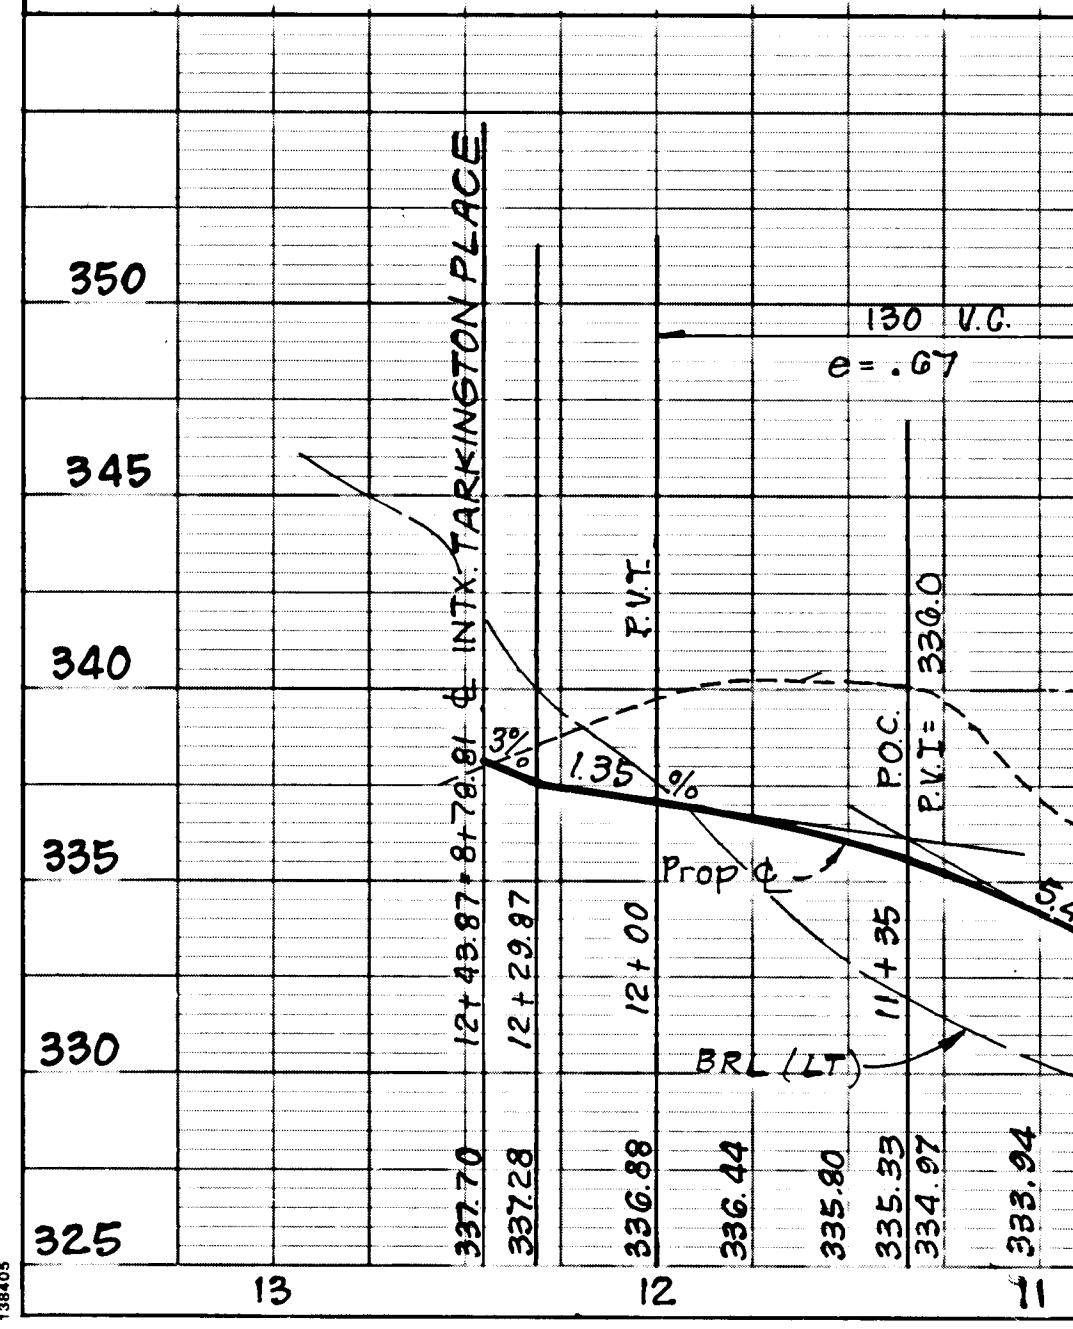 350
345
340
335
330
325
13
12
11
12+43.87=8+78.81 ℄ INTX. TARKINGTON PLACE
12+29.87
12+00
P.V.T.
130 V.C.
e = .67
11+35
P.O.C.
P.V.I = 336.0
3%
1.35 %
Prop ℄
BRL (LT)
337.70
337.28
336.88
336.44
335.80
335.33
334.97
333.94
138405